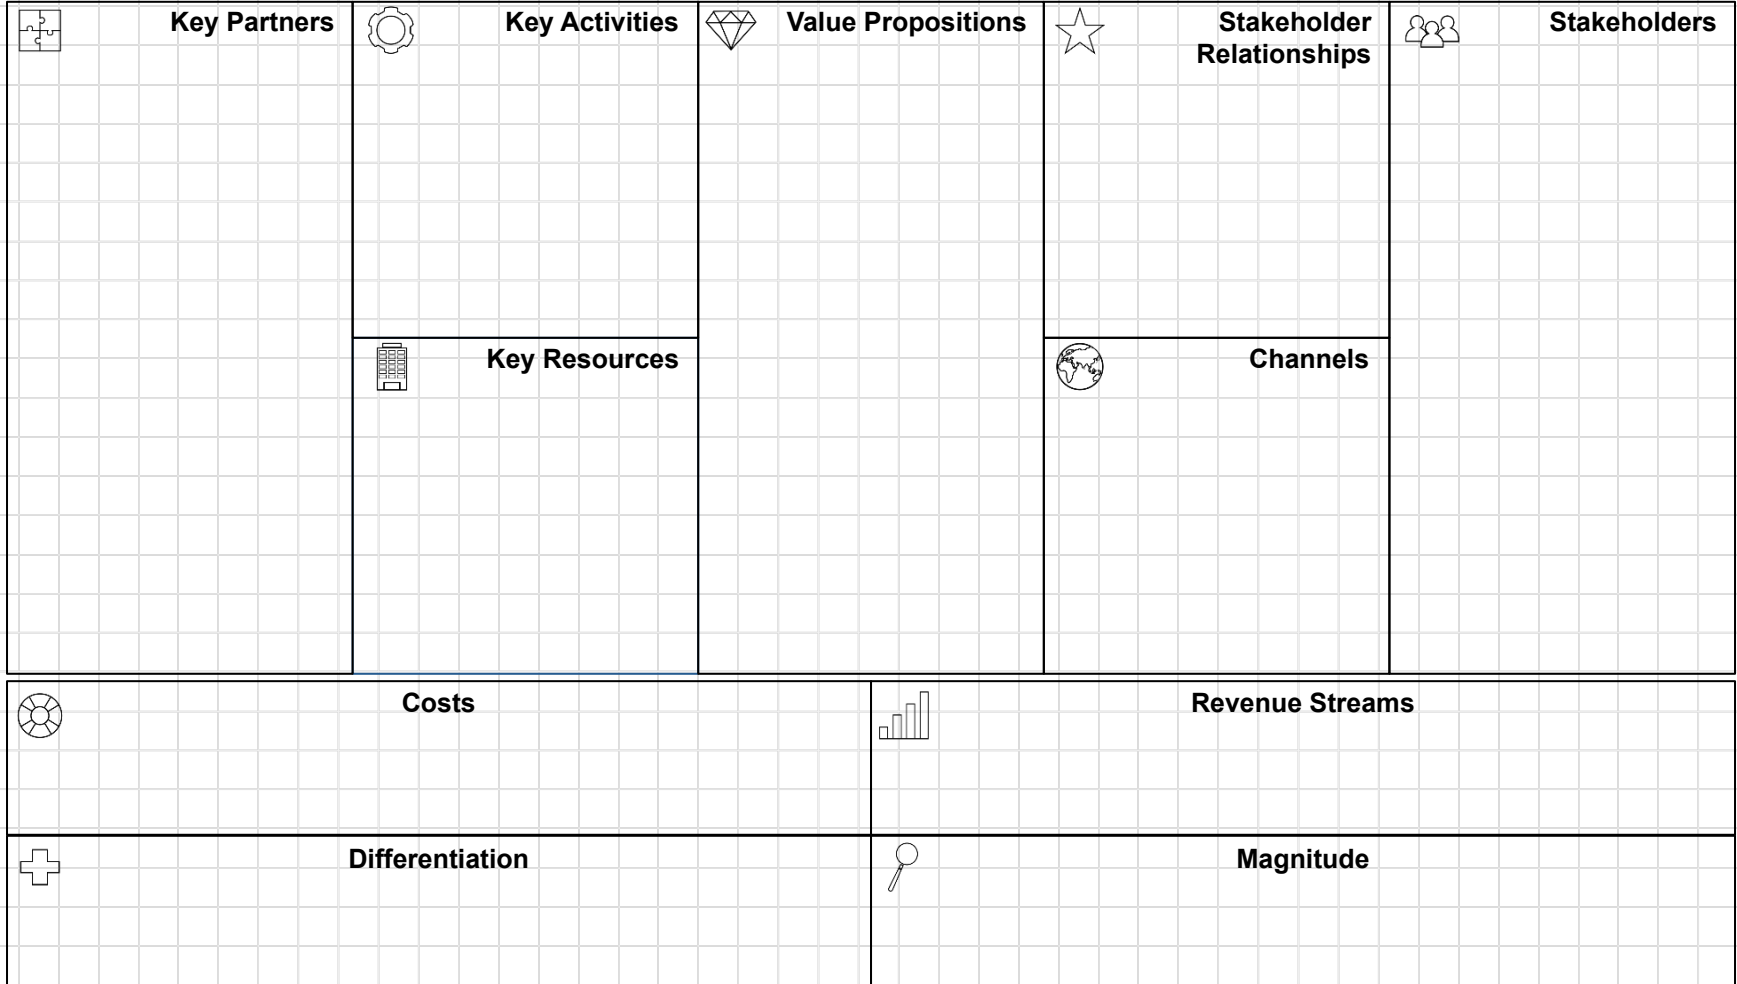 Key Partners
Key Activities
Value Propositions
Stakeholder
Relationships
Stakeholders
Key Resources
Channels
Costs
Revenue Streams
Differentiation
Magnitude